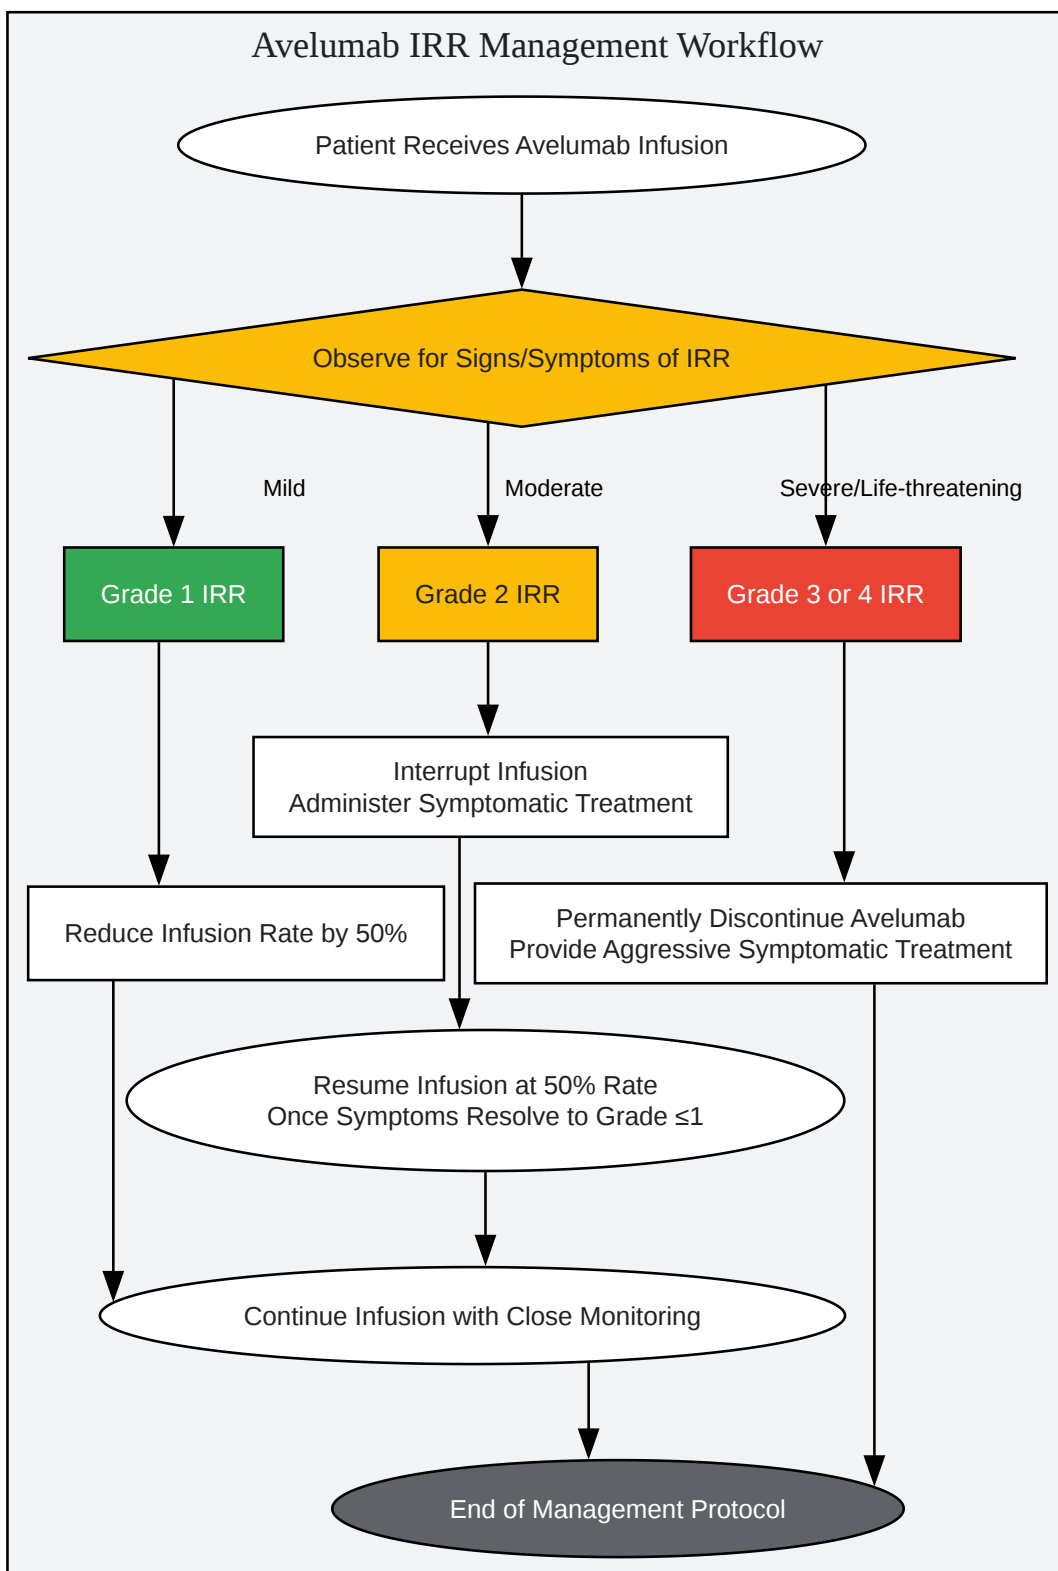 Avelumab IRR Management Workflow
Patient Receives Avelumab Infusion
Observe for Signs/Symptoms of IRR
Mild
Moderate
Severe/Life-threatening
Grade 1 IRR
Grade 2 IRR
Grade 3 or 4 IRR
Interrupt Infusion
Administer Symptomatic Treatment
Reduce Infusion Rate by 50%
Permanently Discontinue Avelumab
Provide Aggressive Symptomatic Treatment
Resume Infusion at 50% Rate
Once Symptoms Resolve to Grade ≤1
Continue Infusion with Close Monitoring
End of Management Protocol